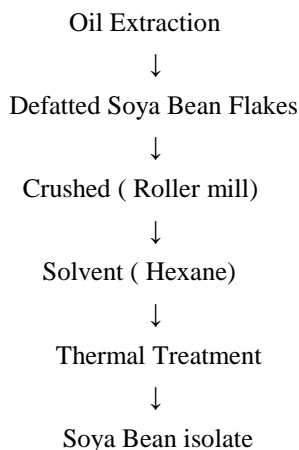 Oil Extraction
↓
Defatted Soya Bean Flakes
↓
Crushed ( Roller mill)
↓
Solvent ( Hexane)
↓
Thermal Treatment
↓
Soya Bean isolate